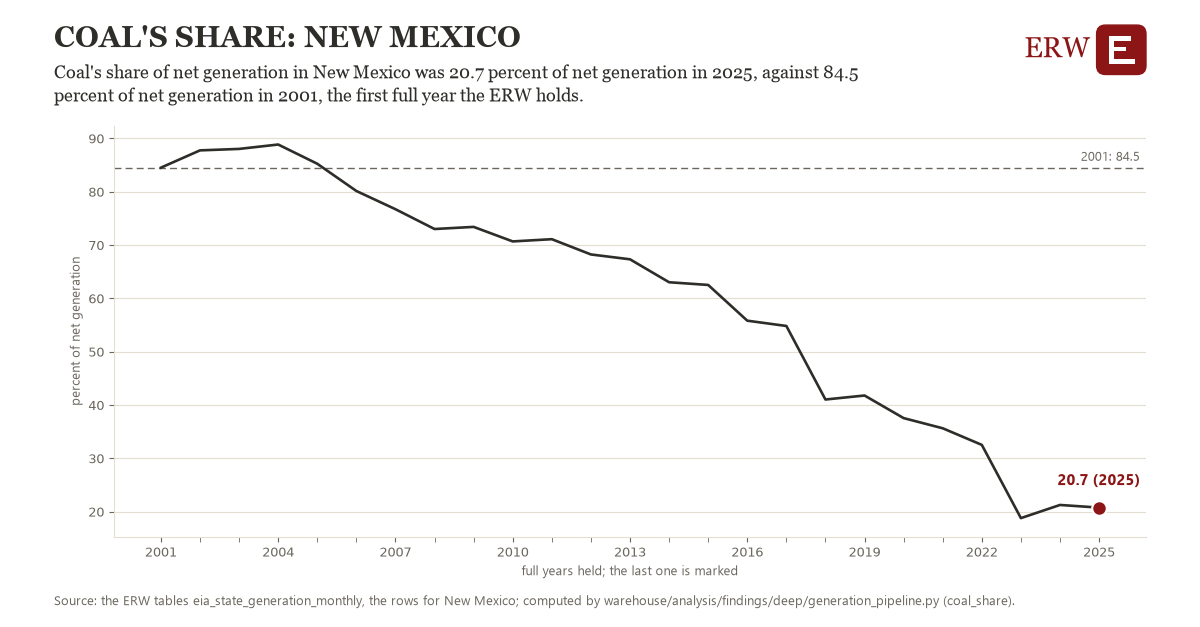 COAL'S SHARE: NEW MEXICO
ERW E
Coal's share of net generation in New Mexico was 20.7 percent of net generation in 2025, against 84.5
percent of net generation in 2001, the first full year the ERW holds.
percent of net generation
90
80
70
60
50
40
30
20
2001: 84.5
20.7 (2025)
2001 2004 2007 2010 2013 2016 2019 2022 2025
full years held; the last one is marked
Source: the ERW tables eia_state_generation_monthly, the rows for New Mexico; computed by warehouse/analysis/findings/deep/generation_pipeline.py (coal_share).